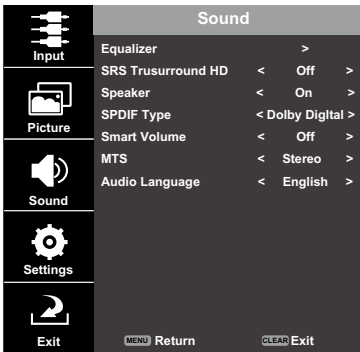 Sound
Input
Picture
Sound
Settings
Exit
Equalizer >
SRS Trusurround HD < Off >
Speaker < On >
SPDIF Type < Dolby Digltal >
Smart Volume < Off >
MTS < Stereo >
Audio Language < English >
MENU Return CLEAR Exit